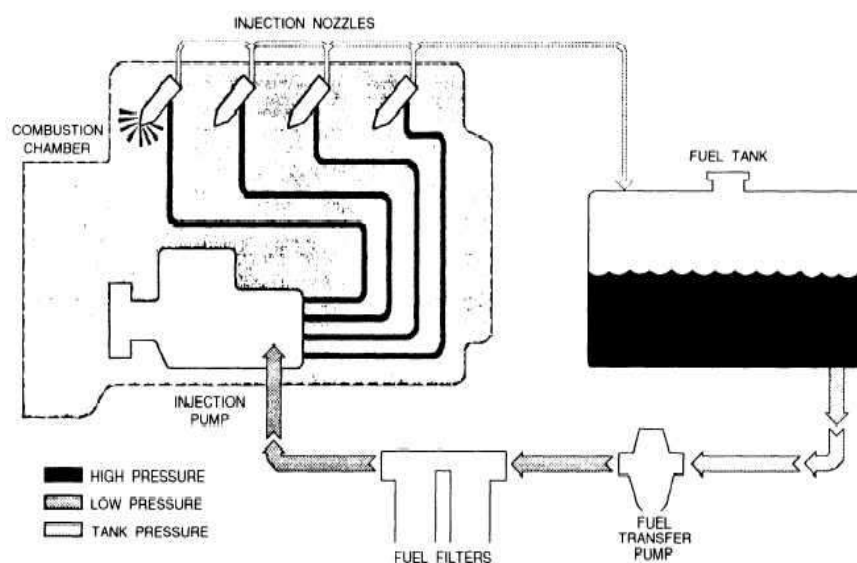 INJECTION NOZZLES
COMBUSTION
CHAMBER
FUEL TANK
INJECTION
PUMP
HIGH PRESSURE
LOW PRESSURE
TANK PRESSURE
FUEL FILTERS
FUEL
TRANSFER
PUMP